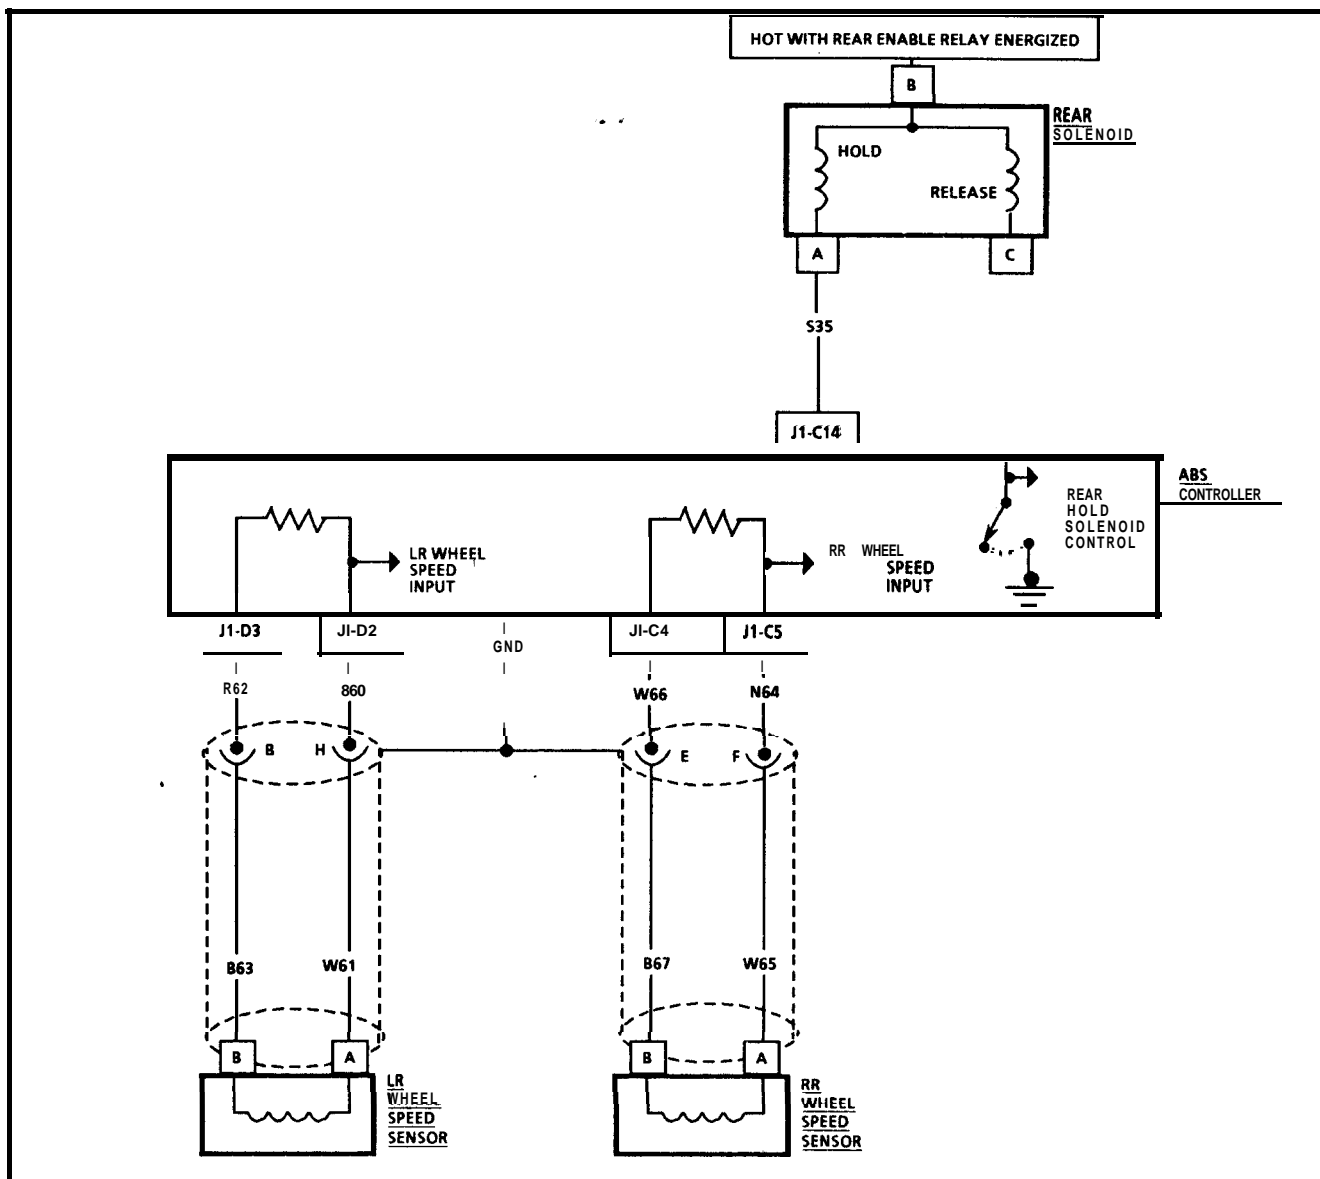 HOT WITH REAR ENABLE RELAY ENERGIZED
B
REAR
SOLENOID
HOLD
RELEASE
A
C
S35
J1-C14
ABS
CONTROLLER
REAR
HOLD
SOLENOID
CONTROL
LR WHEEL
SPEED
INPUT
RR WHEEL
SPEED
INPUT
J1-D3
JI-D2
GND
JI-C4
J1-C5
R62
860
W66
N64
B
H
E
F
B63
W61
B67
W65
B
A
B
A
LR
WHEEL
SPEED
SENSOR
RR
WHEEL
SPEED
SENSOR